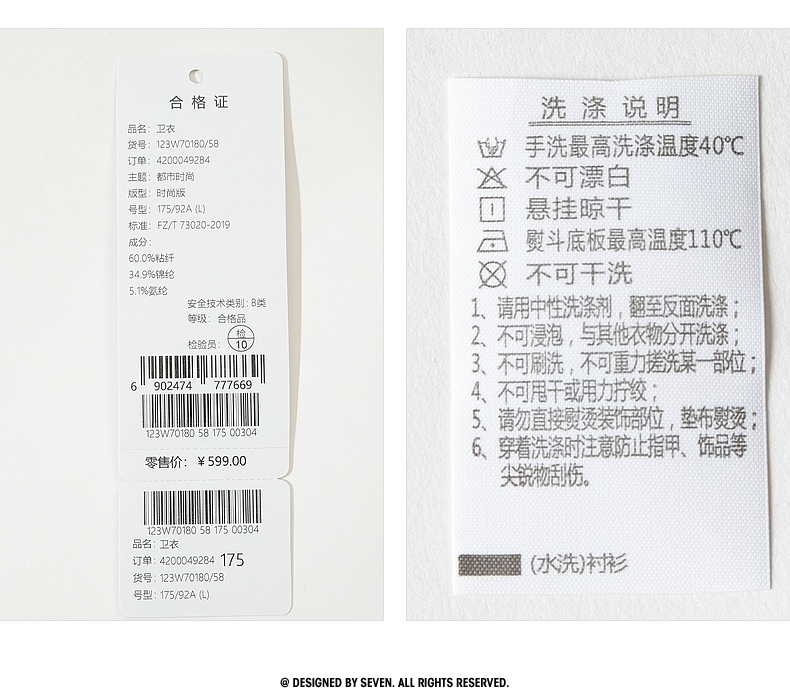 合格证
品名：卫衣
货号：123W70180/58
订单：4200049284
主题：都市时尚
版型：时尚版
号型：175/92A (L)
标准：FZ/T 73020-2019
成分：
60.0%粘纤
34.9%锦纶
5.1%氨纶
安全技术类别：B类
等级：合格品
检验员：检10
6 902474 777669
123W70180 58 175 00304
零售价：￥599.00
123W70180 58 175 00304
品名：卫衣
订单：4200049284 175
货号：123W70180/58
号型：175/92A (L)
洗涤说明
手洗最高洗涤温度40℃
不可漂白
悬挂晾干
熨斗底板最高温度110℃
不可干洗
1、请用中性洗涤剂，翻至反面洗涤；
2、不可浸泡，与其他衣物分开洗涤；
3、不可刷洗，不可重力搓洗某一部位；
4、不可甩干或用力拧绞；
5、请勿直接熨烫装饰部位，垫布熨烫；
6、穿着洗涤时注意防止指甲、饰品等
尖锐物刮伤。
(水洗)衬衫
@ DESIGNED BY SEVEN. ALL RIGHTS RESERVED.